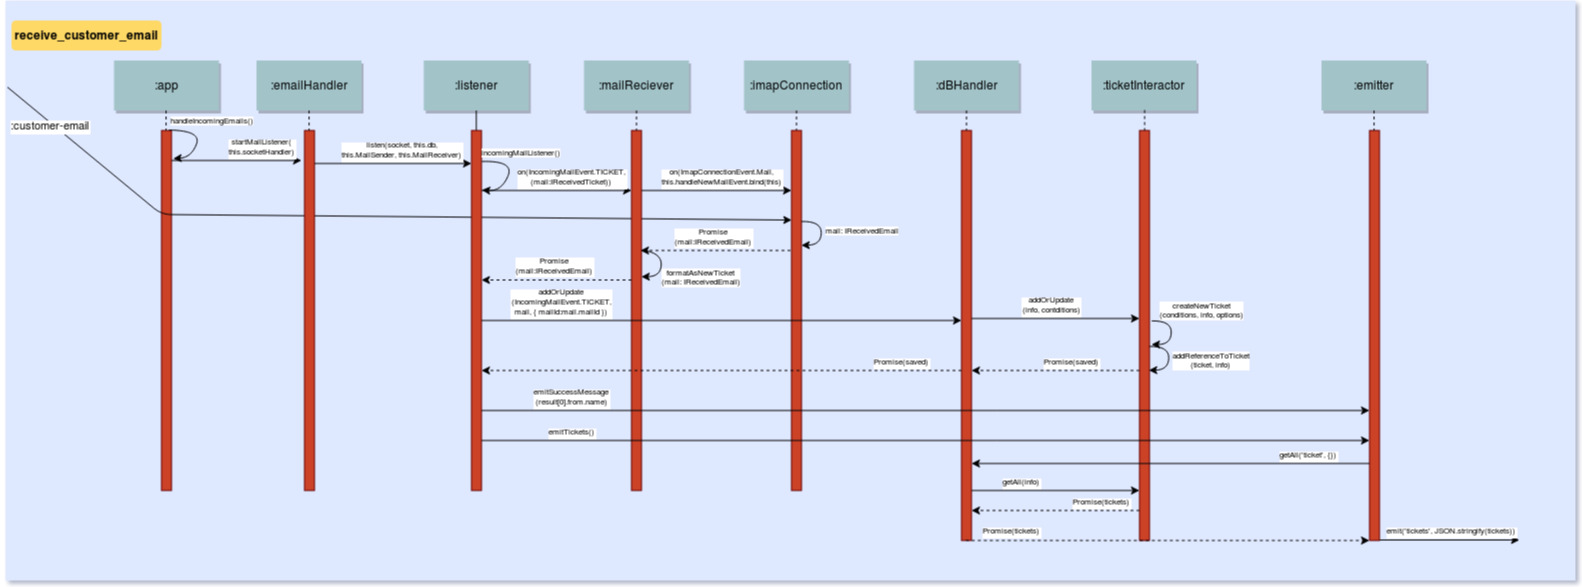 receive_customer_email
:app
:emailHandler
:listener
:mailReciever
:imapConnection
:dBHandler
:ticketInteractor
:emitter
:customer-email
handleIncomingEmails()
startMailListener(
this.socketHandler)
listen(socket, this.db,
this.MailSender, this.MailReceiver)
incomingMailListener()
on(IncomingMailEvent.TICKET,
(mail:IReceivedTicket))
on(ImapConnectionEvent.Mail,
this.handleNewMailEvent.bind(this)
mail: IReceivedEmail
Promise
(mail:IReceivedEmail)
Promise
(mail:IReceivedEmail)
formatAsNewTicket
(mail: IReceivedEmail)
addOrUpdate
(IncomingMailEvent.TICKET,
mail, { mailId:mail.mailId })
addOrUpdate
(info, contditions)
createNewTicket
(conditions, info, options)
addReferenceToTicket
(ticket, info)
Promise(saved)
Promise(saved)
emitSuccessMessage
(result[0].from.name)
emitTickets()
getAll("ticket", {})
getAll(info)
Promise(tickets)
Promise(tickets)
emit("tickets", JSON.stringify(tickets))